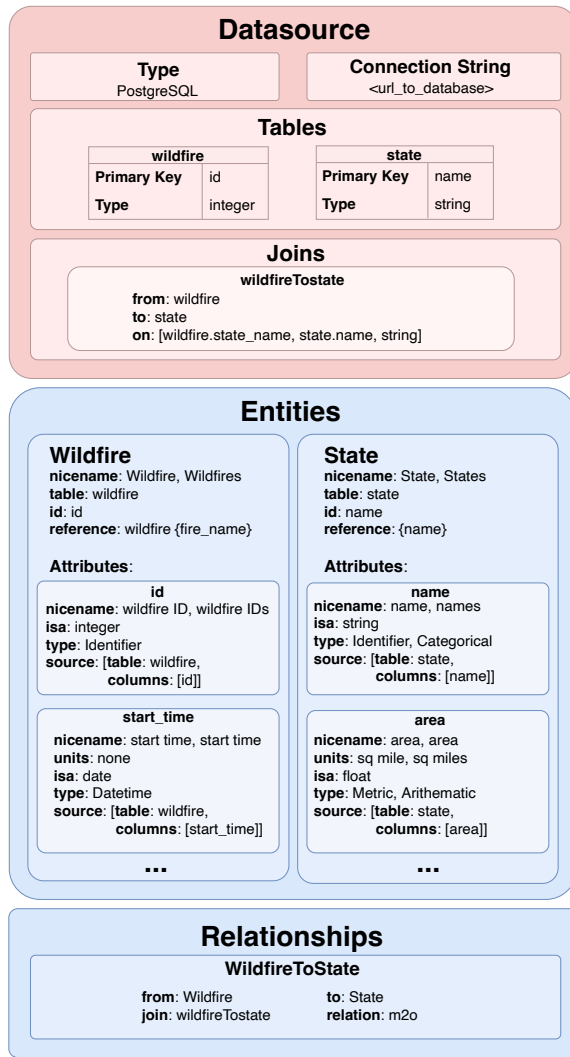 Datasource
Type
PostgreSQL
Connection String
<url_to_database>
Tables
wildfire
Primary Key id
Type integer
state
Primary Key name
Type string
Joins
wildfireTostate
from: wildfire
to: state
on: [wildfire.state_name, state.name, string]
Entities
Wildfire
nicename: Wildfire, Wildfires
table: wildfire
id: id
reference: wildfire {fire_name}
Attributes:
id
nicename: wildfire ID, wildfire IDs
isa: integer
type: Identifier
source: [table: wildfire,
columns: [id]]
start_time
nicename: start time, start time
units: none
isa: date
type: Datetime
source: [table: wildfire,
columns: [start_time]]
...
State
nicename: State, States
table: state
id: name
reference: {name}
Attributes:
name
nicename: name, names
isa: string
type: Identifier, Categorical
source: [table: state,
columns: [name]]
area
nicename: area, area
units: sq mile, sq miles
isa: float
type: Metric, Arithematic
source: [table: state,
columns: [area]]
...
Relationships
WildfireToState
from: Wildfire to: State
join: wildfireTostate relation: m2o